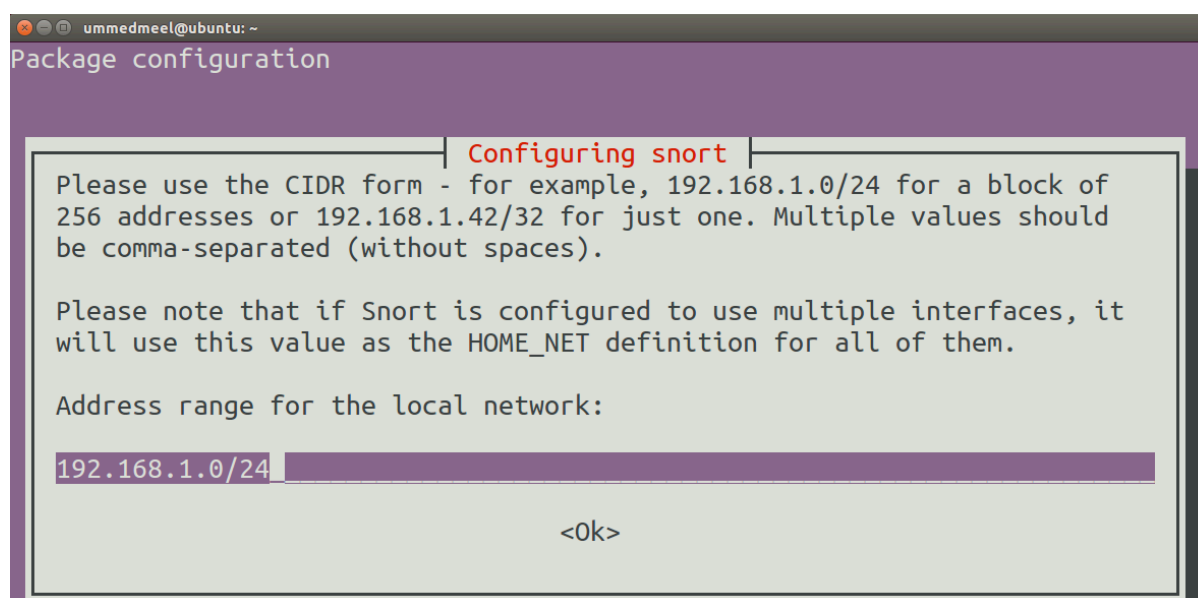 ummedmeel@ubuntu: ~
Package configuration
Configuring snort
Please use the CIDR form - for example, 192.168.1.0/24 for a block of
256 addresses or 192.168.1.42/32 for just one. Multiple values should
be comma-separated (without spaces).
Please note that if Snort is configured to use multiple interfaces, it
will use this value as the HOME_NET definition for all of them.
Address range for the local network:
192.168.1.0/24
<Ok>